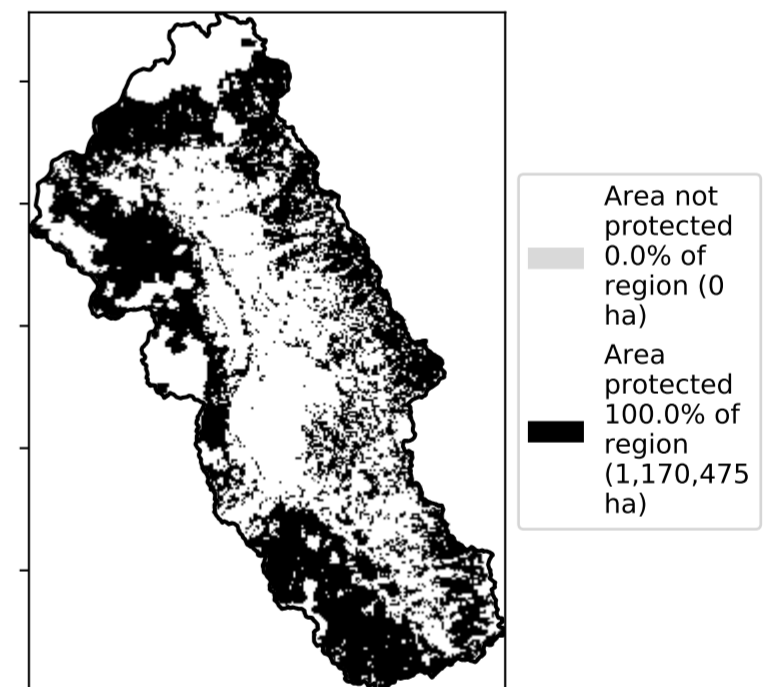 Area not
protected
0.0% of
region (0
ha)
Area
protected
100.0% of
region
(1,170,475
ha)